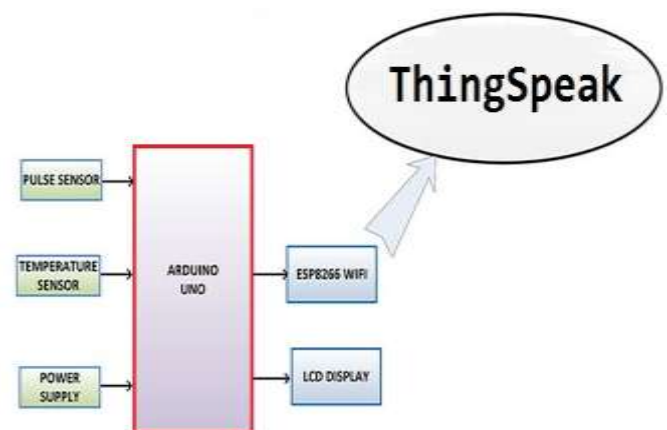 ThingSpeak
PULSE SENSOR
TEMPERATURE
SENSOR
POWER
SUPPLY
ARDUINO
UNO
ESP8266 WIFI
LCD DISPLAY